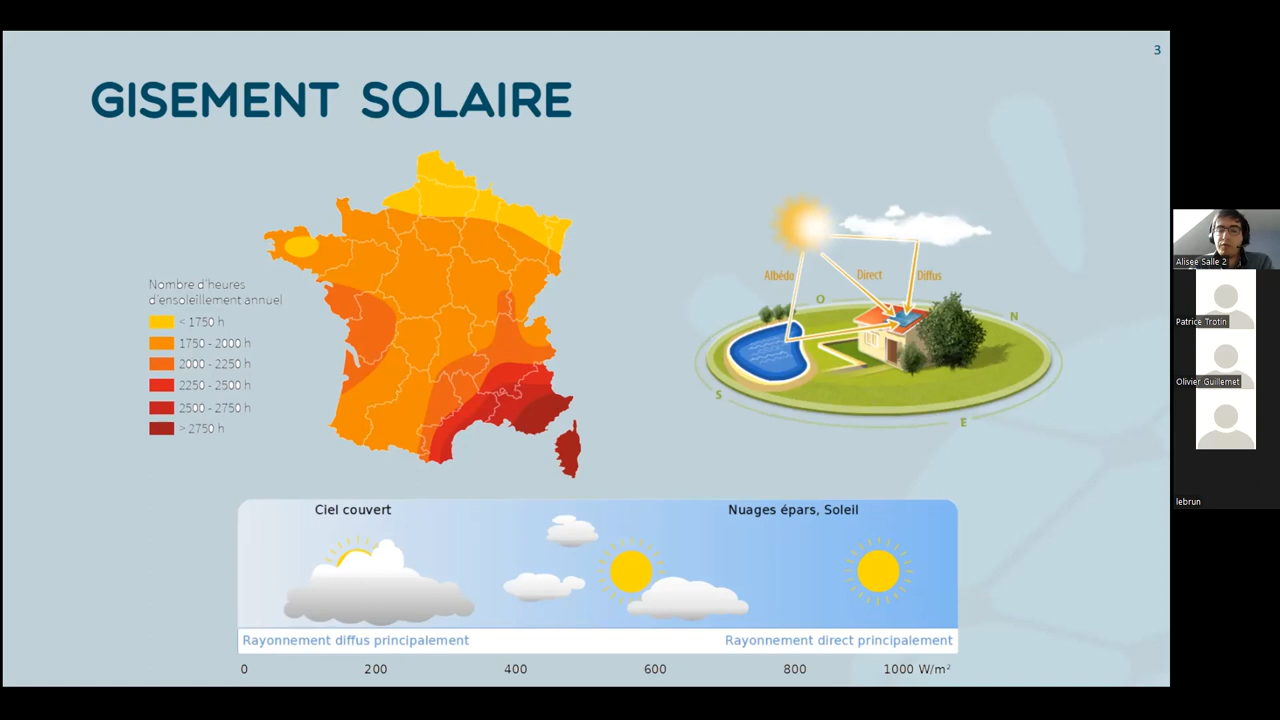 3
GISEMENT SOLAIRE
Nombre d'heures
d'ensoleillement annuel
< 1750 h
1750 - 2000 h
2000 - 2250 h
2250 - 2500 h
2500 - 2750 h
> 2750 h
Albédo
Direct
Diffus
O
N
S
E
Ciel couvert
Nuages épars, Soleil
Rayonnement diffus principalement
Rayonnement direct principalement
0 200 400 600 800 1000 W/m²
Alisée Salle 2
Patrice Trotin
Olivier Guillemet
lebrun